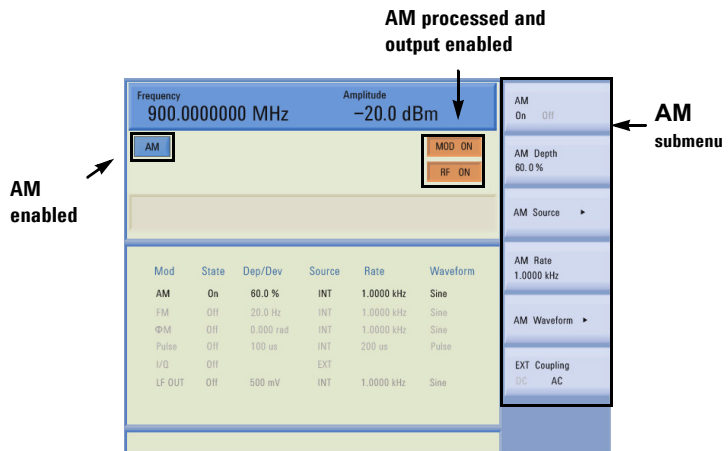 AM processed and
output enabled
Frequency
900.0000000 MHz
Amplitude
−20.0 dBm
AM
MOD ON
RF ON
AM
enabled
Mod State Dep/Dev Source Rate Waveform
AM On 60.0 % INT 1.0000 kHz Sine
FM Off 20.0 Hz INT 1.0000 kHz Sine
ΦM Off 0.000 rad INT 1.0000 kHz Sine
Pulse Off 100 us INT 200 us Pulse
I/Q Off EXT
LF OUT Off 500 mV INT 1.0000 kHz Sine
AM
On Off
AM Depth
60.0 %
AM Source ▸
AM Rate
1.0000 kHz
AM Waveform ▸
EXT Coupling
DC AC
AM
submenu